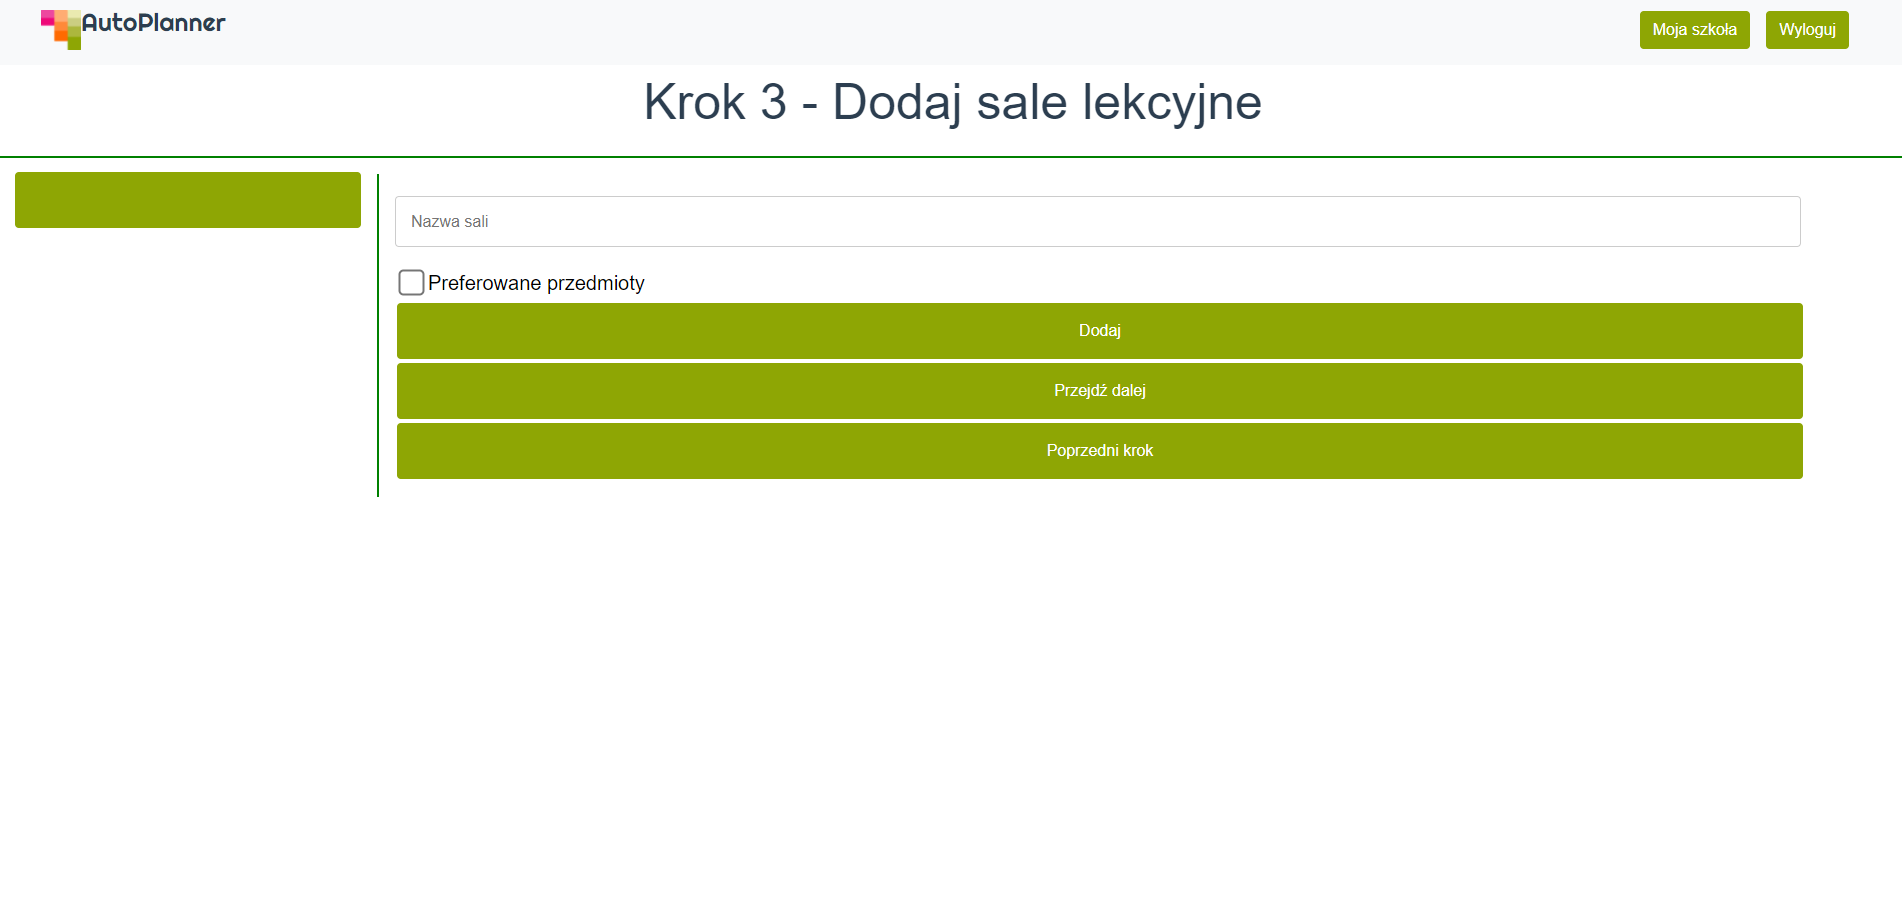 AutoPlanner
Moja szkoła
Wyloguj
Krok 3 - Dodaj sale lekcyjne
Nazwa sali
Preferowane przedmioty
Dodaj
Przejdź dalej
Poprzedni krok